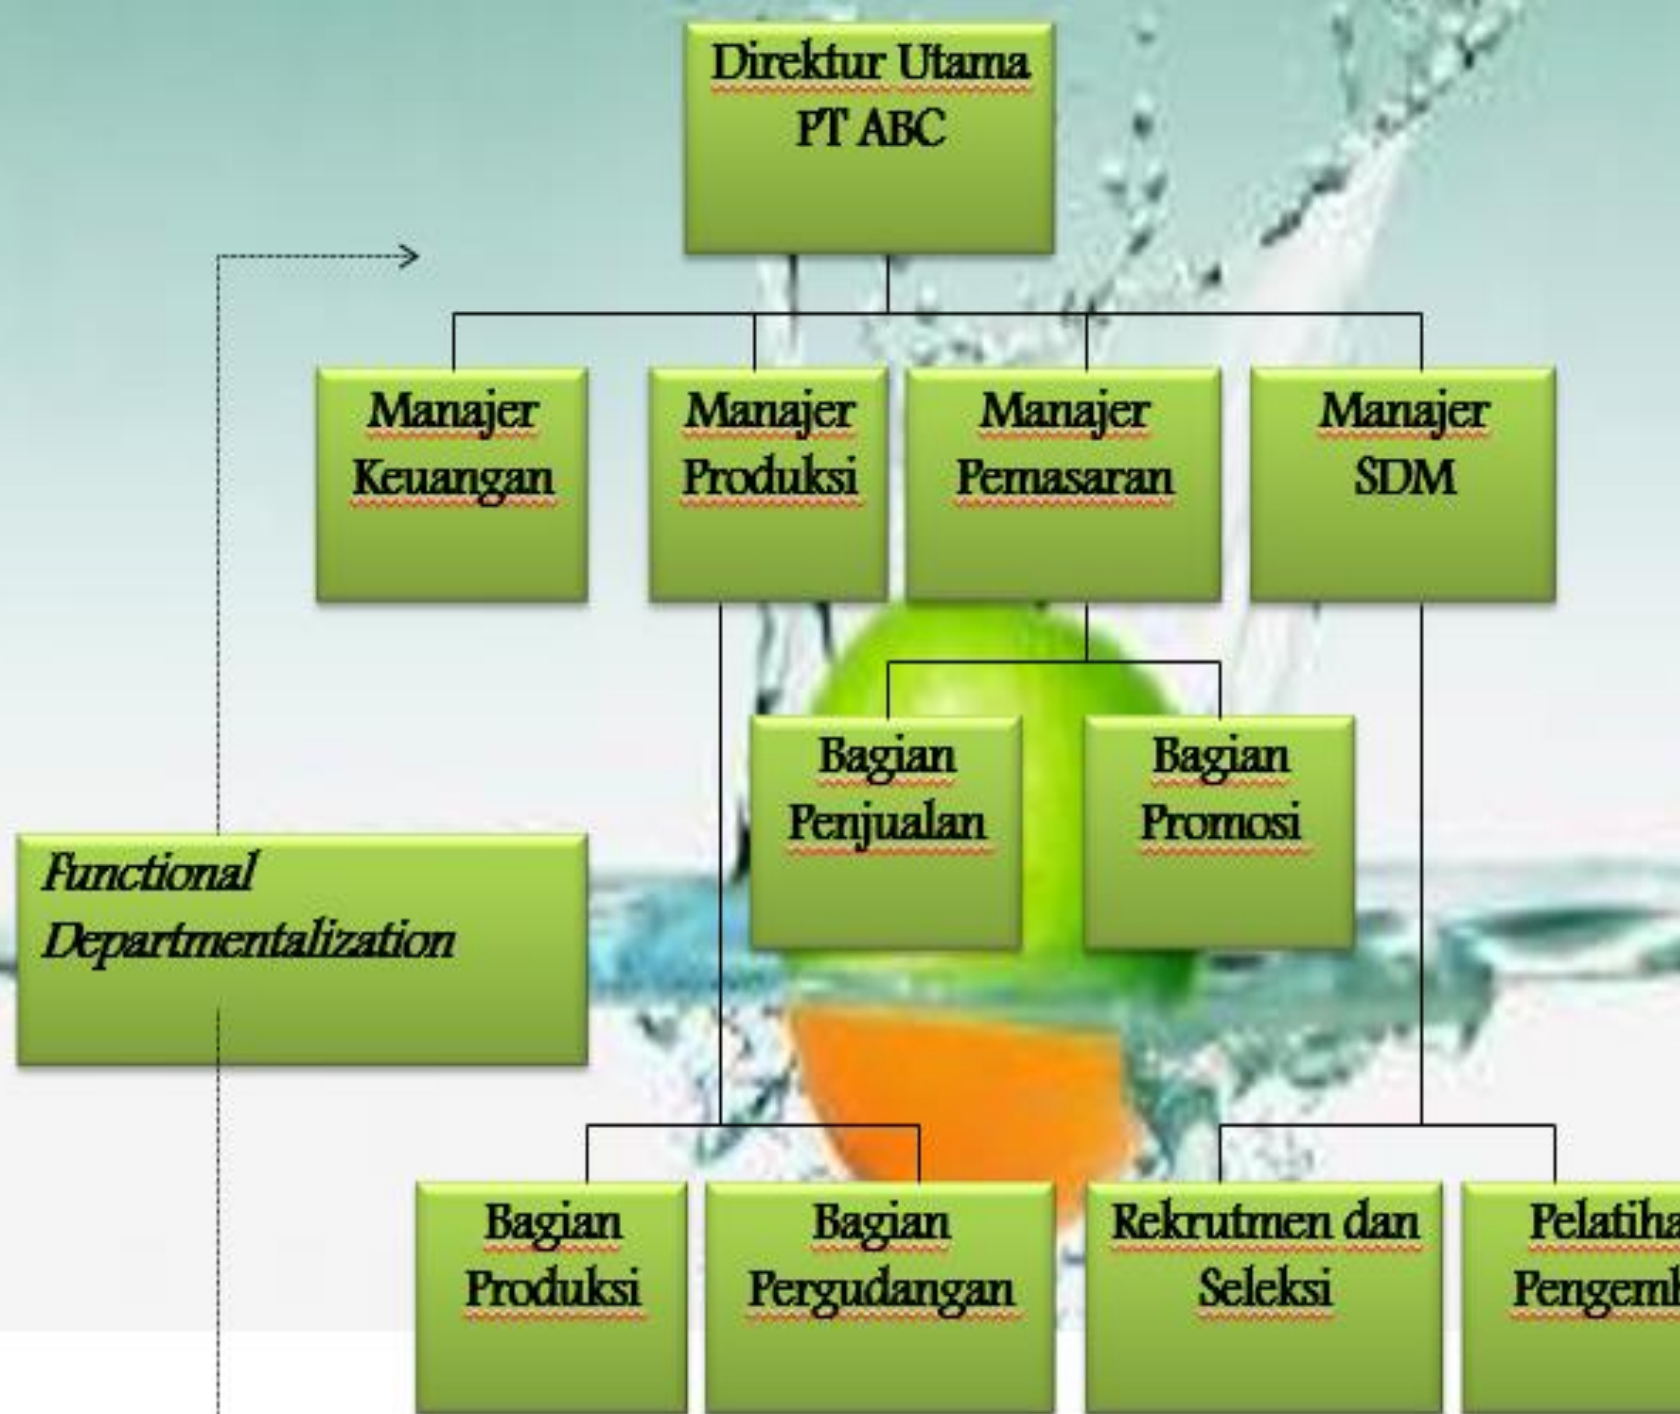 Direktur Utama
PT ABC
Manajer
Keuangan
Manajer
Produksi
Manajer
Pemasaran
Manajer
SDM
Bagian
Penjualan
Bagian
Promosi
Functional
Departmentalization
Bagian
Produksi
Bagian
Pergudangan
Rekrutmen dan
Seleksi